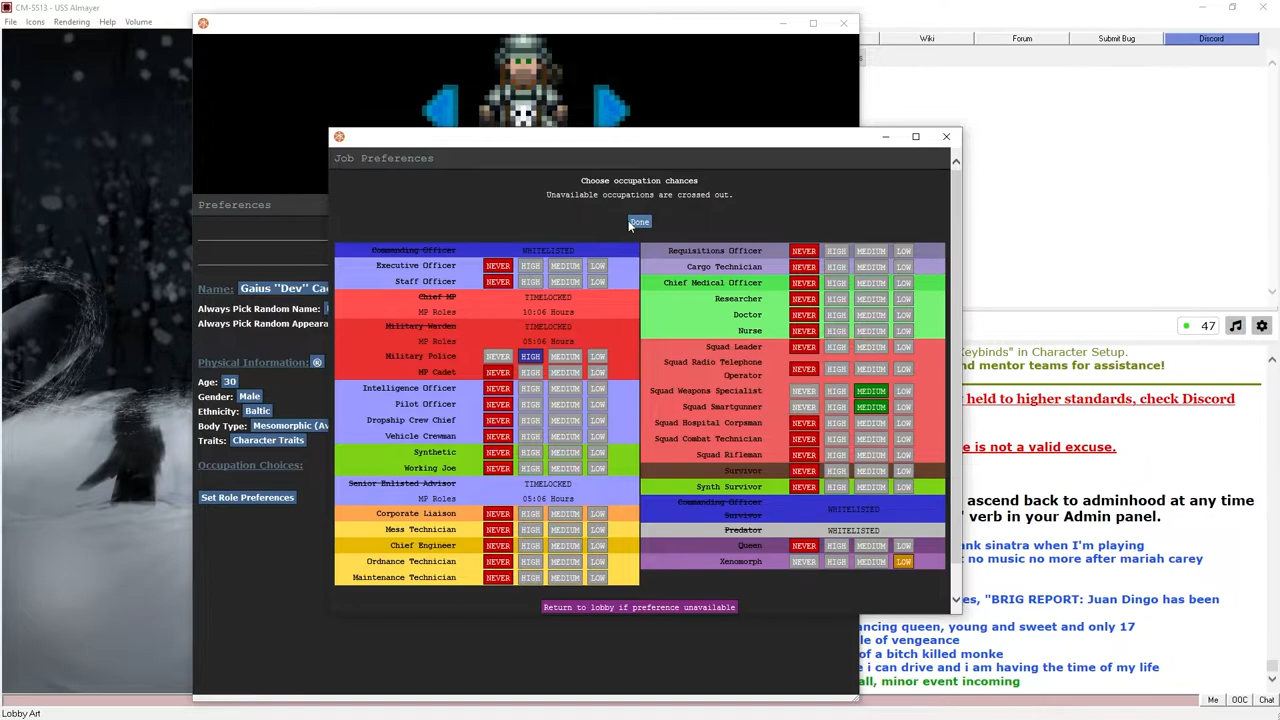 CM-SS13 - USS Almayer
File Icons Rendering Help Volume
Wiki Forum Submit Bug Discord
Job Preferences
Choose occupation chances
Unavailable occupations are crossed out.
Done
Commanding Officer WHITELISTED
Executive Officer NEVER HIGH MEDIUM LOW
Staff Officer NEVER HIGH MEDIUM LOW
Chief MP TIMELOCKED
MP Roles 10:06 Hours
Military Warden TIMELOCKED
MP Roles 05:06 Hours
Military Police NEVER HIGH MEDIUM LOW
MP Cadet NEVER HIGH MEDIUM LOW
Intelligence Officer NEVER HIGH MEDIUM LOW
Pilot Officer NEVER HIGH MEDIUM LOW
Dropship Crew Chief NEVER HIGH MEDIUM LOW
Vehicle Crewman NEVER HIGH MEDIUM LOW
Synthetic NEVER HIGH MEDIUM LOW
Working Joe NEVER HIGH MEDIUM LOW
Senior Enlisted Advisor TIMELOCKED
MP Roles 05:06 Hours
Corporate Liaison NEVER HIGH MEDIUM LOW
Mess Technician NEVER HIGH MEDIUM LOW
Chief Engineer NEVER HIGH MEDIUM LOW
Ordnance Technician NEVER HIGH MEDIUM LOW
Maintenance Technician NEVER HIGH MEDIUM LOW
Requisitions Officer NEVER HIGH MEDIUM LOW
Cargo Technician NEVER HIGH MEDIUM LOW
Chief Medical Officer NEVER HIGH MEDIUM LOW
Researcher NEVER HIGH MEDIUM LOW
Doctor NEVER HIGH MEDIUM LOW
Nurse NEVER HIGH MEDIUM LOW
Squad Leader NEVER HIGH MEDIUM LOW
Squad Radio Telephone
Operator NEVER HIGH MEDIUM LOW
Squad Weapons Specialist NEVER HIGH MEDIUM LOW
Squad Smartgunner NEVER HIGH MEDIUM LOW
Squad Hospital Corpsman NEVER HIGH MEDIUM LOW
Squad Combat Technician NEVER HIGH MEDIUM LOW
Squad Rifleman NEVER HIGH MEDIUM LOW
Survivor NEVER HIGH MEDIUM LOW
Synth Survivor NEVER HIGH MEDIUM LOW
Commanding Officer
Survivor WHITELISTED
Predator WHITELISTED
Queen NEVER HIGH MEDIUM LOW
Xenomorph NEVER HIGH MEDIUM LOW
Return to lobby if preference unavailable
Preferences
Name: Gaius "Dev" Cae
Always Pick Random Name:
Always Pick Random Appeara
Physical Information: ®
Age: 30
Gender: Male
Ethnicity: Baltic
Body Type: Mesomorphic (Av
Traits: Character Traits
Occupation Choices:
Set Role Preferences
47
Keybinds" in Character Setup.
nd mentor teams for assistance!
held to higher standards, check Discord
e is not a valid excuse.
ascend back to adminhood at any time
" verb in your Admin panel.
ank sinatra when I'm playing
no music no more after mariah carey
es, "BRIG REPORT: Juan Dingo has been
ancing queen, young and sweet and only 17
le of vengeance
of a bitch killed monke
e i can drive and i am having the time of my life
all, minor event incoming
Me OOC Chat
Lobby Art